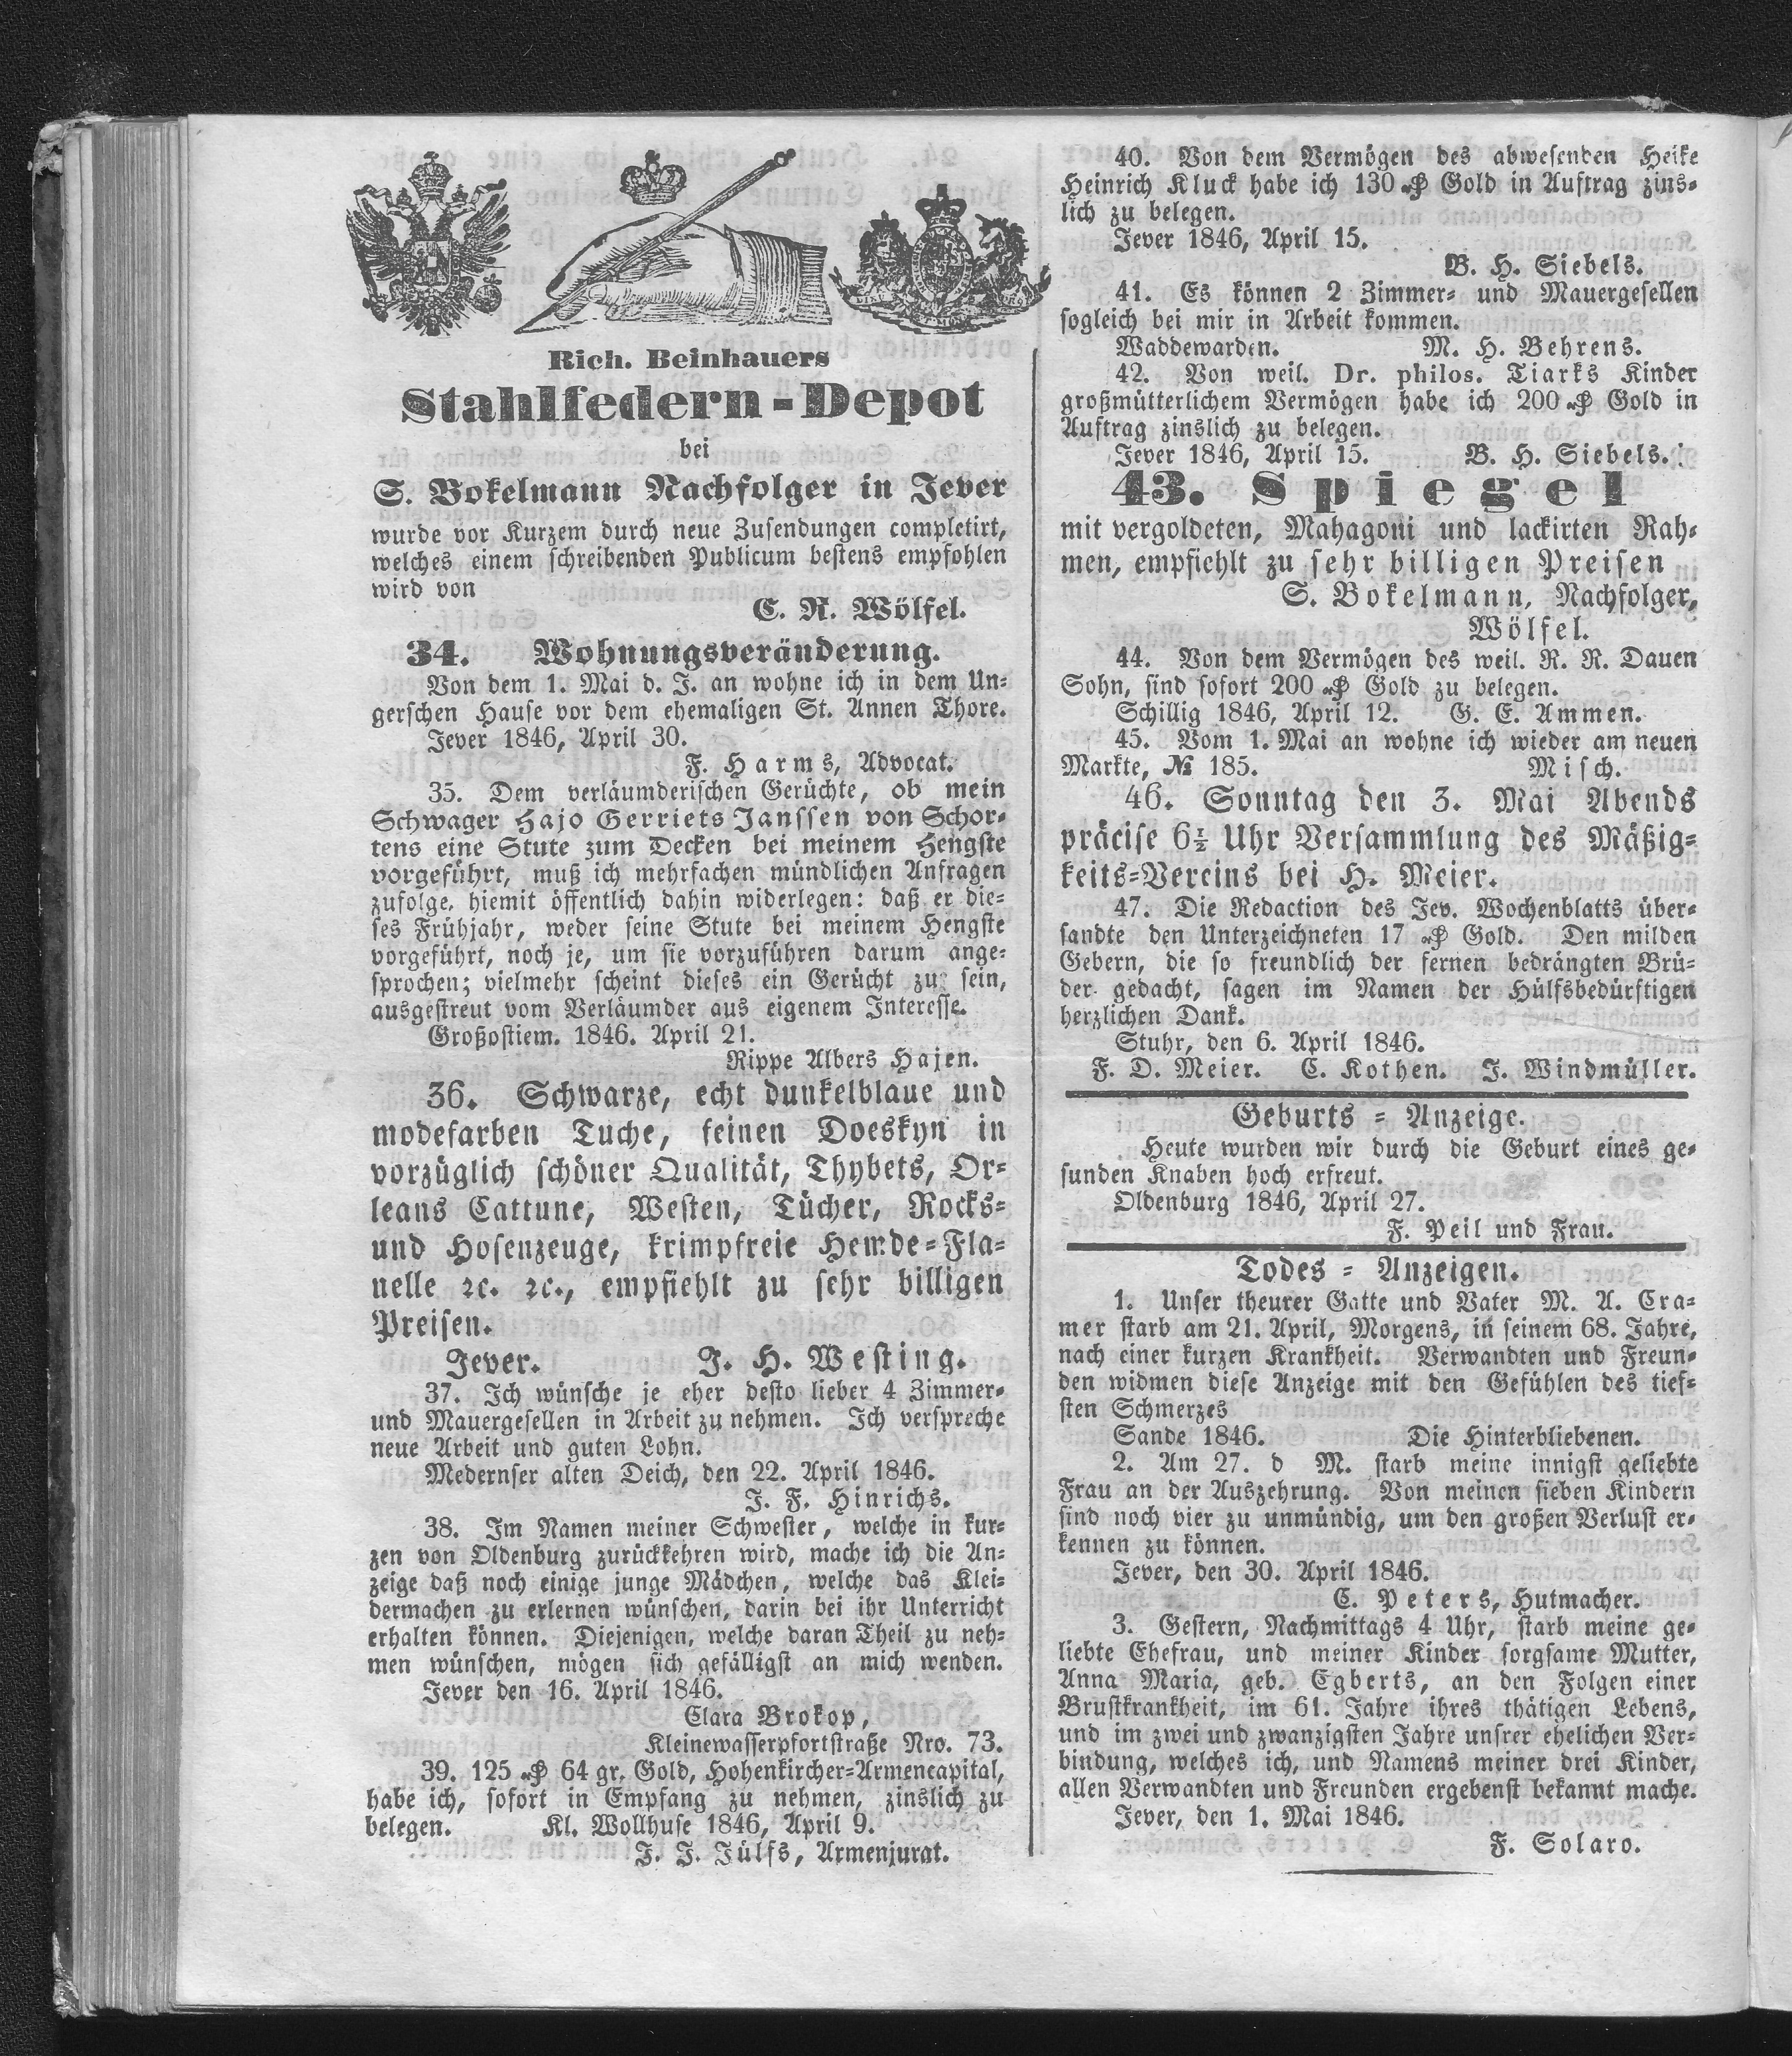 Rich. Beinhauers
Stahlfedern-Depot
bei
S. Bokelmann Nachfolger in Jever
wurde vor Kurzem durch neue Zusendungen completirt,
welches einem schreibenden Publicum bestens empfohlen
wird von
C. R. Wölfel.
34. Wohnungsveränderung.
Von dem 1. Mai d. J. an wohne ich in dem Un-
gerschen Hause vor dem ehemaligen St. Annen Thore.
Jever 1846, April 30.
F. Harms, Advocat.
35. Dem verläumderischen Gerüchte, ob mein
Schwager Hajo Gerriets Janssen von Schor-
tens eine Stute zum Decken bei meinem Hengste
vorgeführt, muß ich mehrfachen mündlichen Anfragen
zufolge, hiemit öffentlich dahin widerlegen: daß er die-
ses Frühjahr, weder seine Stute bei meinem Hengste
vorgeführt, noch je, um sie vorzuführen darum ange-
sprochen; vielmehr scheint dieses ein Gerücht zu sein,
ausgestreut vom Verläumder aus eigenem Interesse.
Großostiem. 1846. April 21.
Rippe Albers Hajen.
36. Schwarze, echt dunkelblaue und
modefarben Tuche, feinen Doeskyn in
vorzüglich schöner Qualität, Thybets, Or-
leans Cattune, Westen, Tücher, Rocks-
und Hosenzeuge, krimpfreie Hemde-Fla-
nelle ꝛc. ꝛc., empfiehlt zu sehr billigen
Preisen.
Jever. J. H. Westing.
37. Ich wünsche je eher desto lieber 4 Zimmer-
und Mauergesellen in Arbeit zu nehmen. Ich verspreche
neue Arbeit und guten Lohn.
Medernser alten Deich, den 22. April 1846.
J. F. Hinrichs.
38. Im Namen meiner Schwester, welche in kur-
zen von Oldenburg zurückkehren wird, mache ich die An-
zeige daß noch einige junge Mädchen, welche das Klei-
dermachen zu erlernen wünschen, darin bei ihr Unterricht
erhalten können. Diejenigen, welche daran Theil zu neh-
men wünschen, mögen sich gefälligst an mich wenden.
Jever den 16. April 1846.
Clara Brokop,
Kleinewasserpfortstraße Nro. 73.
39. 125 ₰ 64 gr. Gold, Hohenkircher-Armencapital,
habe ich, sofort in Empfang zu nehmen, zinslich zu
belegen. Kl. Wollhuse 1846, April 9.
J. J. Jülfs, Armenjurat.
40. Von dem Vermögen des abwesenden Heike
Heinrich Kluck habe ich 130 ₰ Gold in Auftrag zins-
lich zu belegen.
Jever 1846, April 15.
B. H. Siebels.
41. Es können 2 Zimmer- und Mauergesellen
sogleich bei mir in Arbeit kommen.
Waddewarden. M. H. Behrens.
42. Von weil. Dr. philos. Tiarks Kinder
großmütterlichem Vermögen habe ich 200 ₰ Gold in
Auftrag zinslich zu belegen.
Jever 1846, April 15. B. H. Siebels.
43. Spiegel
mit vergoldeten, Mahagoni und lackirten Rah-
men, empfiehlt zu sehr billigen Preisen
S. Bokelmann, Nachfolger,
Wölfel.
44. Von dem Vermögen des weil. R. R. Dauen
Sohn, sind sofort 200 ₰ Gold zu belegen.
Schillig 1846, April 12. G. E. Ammen.
45. Vom 1. Mai an wohne ich wieder am neuen
Markte, № 185. Misch.
46. Sonntag den 3. Mai Abends
präcise 6½ Uhr Versammlung des Mäßig-
keits-Vereins bei H. Meier.
47. Die Redaction des Jev. Wochenblatts über-
sandte den Unterzeichneten 17 ₰ Gold. Den milden
Gebern, die so freundlich der fernen bedrängten Brü-
der gedacht, sagen im Namen der Hülfsbedürftigen
herzlichen Dank.
Stuhr, den 6. April 1846.
F. D. Meier. C. Kothen. J. Windmüller.
Geburts-Anzeige.
Heute wurden wir durch die Geburt eines ge-
sunden Knaben hoch erfreut.
Oldenburg 1846, April 27.
F. Peil und Frau.
Todes-Anzeigen.
1. Unser theurer Gatte und Vater M. A. Cra-
mer starb am 21. April, Morgens, in seinem 68. Jahre,
nach einer kurzen Krankheit. Verwandten und Freun-
den widmen diese Anzeige mit den Gefühlen des tief-
sten Schmerzes
Sande 1846. Die Hinterbliebenen.
2. Am 27. d M. starb meine innigst geliebte
Frau an der Auszehrung. Von meinen sieben Kindern
sind noch vier zu unmündig, um den großen Verlust er-
kennen zu können.
Jever, den 30. April 1846.
C. Peters, Hutmacher.
3. Gestern, Nachmittags 4 Uhr, starb meine ge-
liebte Ehefrau, und meiner Kinder sorgsame Mutter,
Anna Maria, geb. Egberts, an den Folgen einer
Brustkrankheit, im 61. Jahre ihres thätigen Lebens,
und im zwei und zwanzigsten Jahre unsrer ehelichen Ver-
bindung, welches ich, und Namens meiner drei Kinder,
allen Verwandten und Freunden ergebenst bekannt mache.
Jever, den 1. Mai 1846.
F. Solaro.